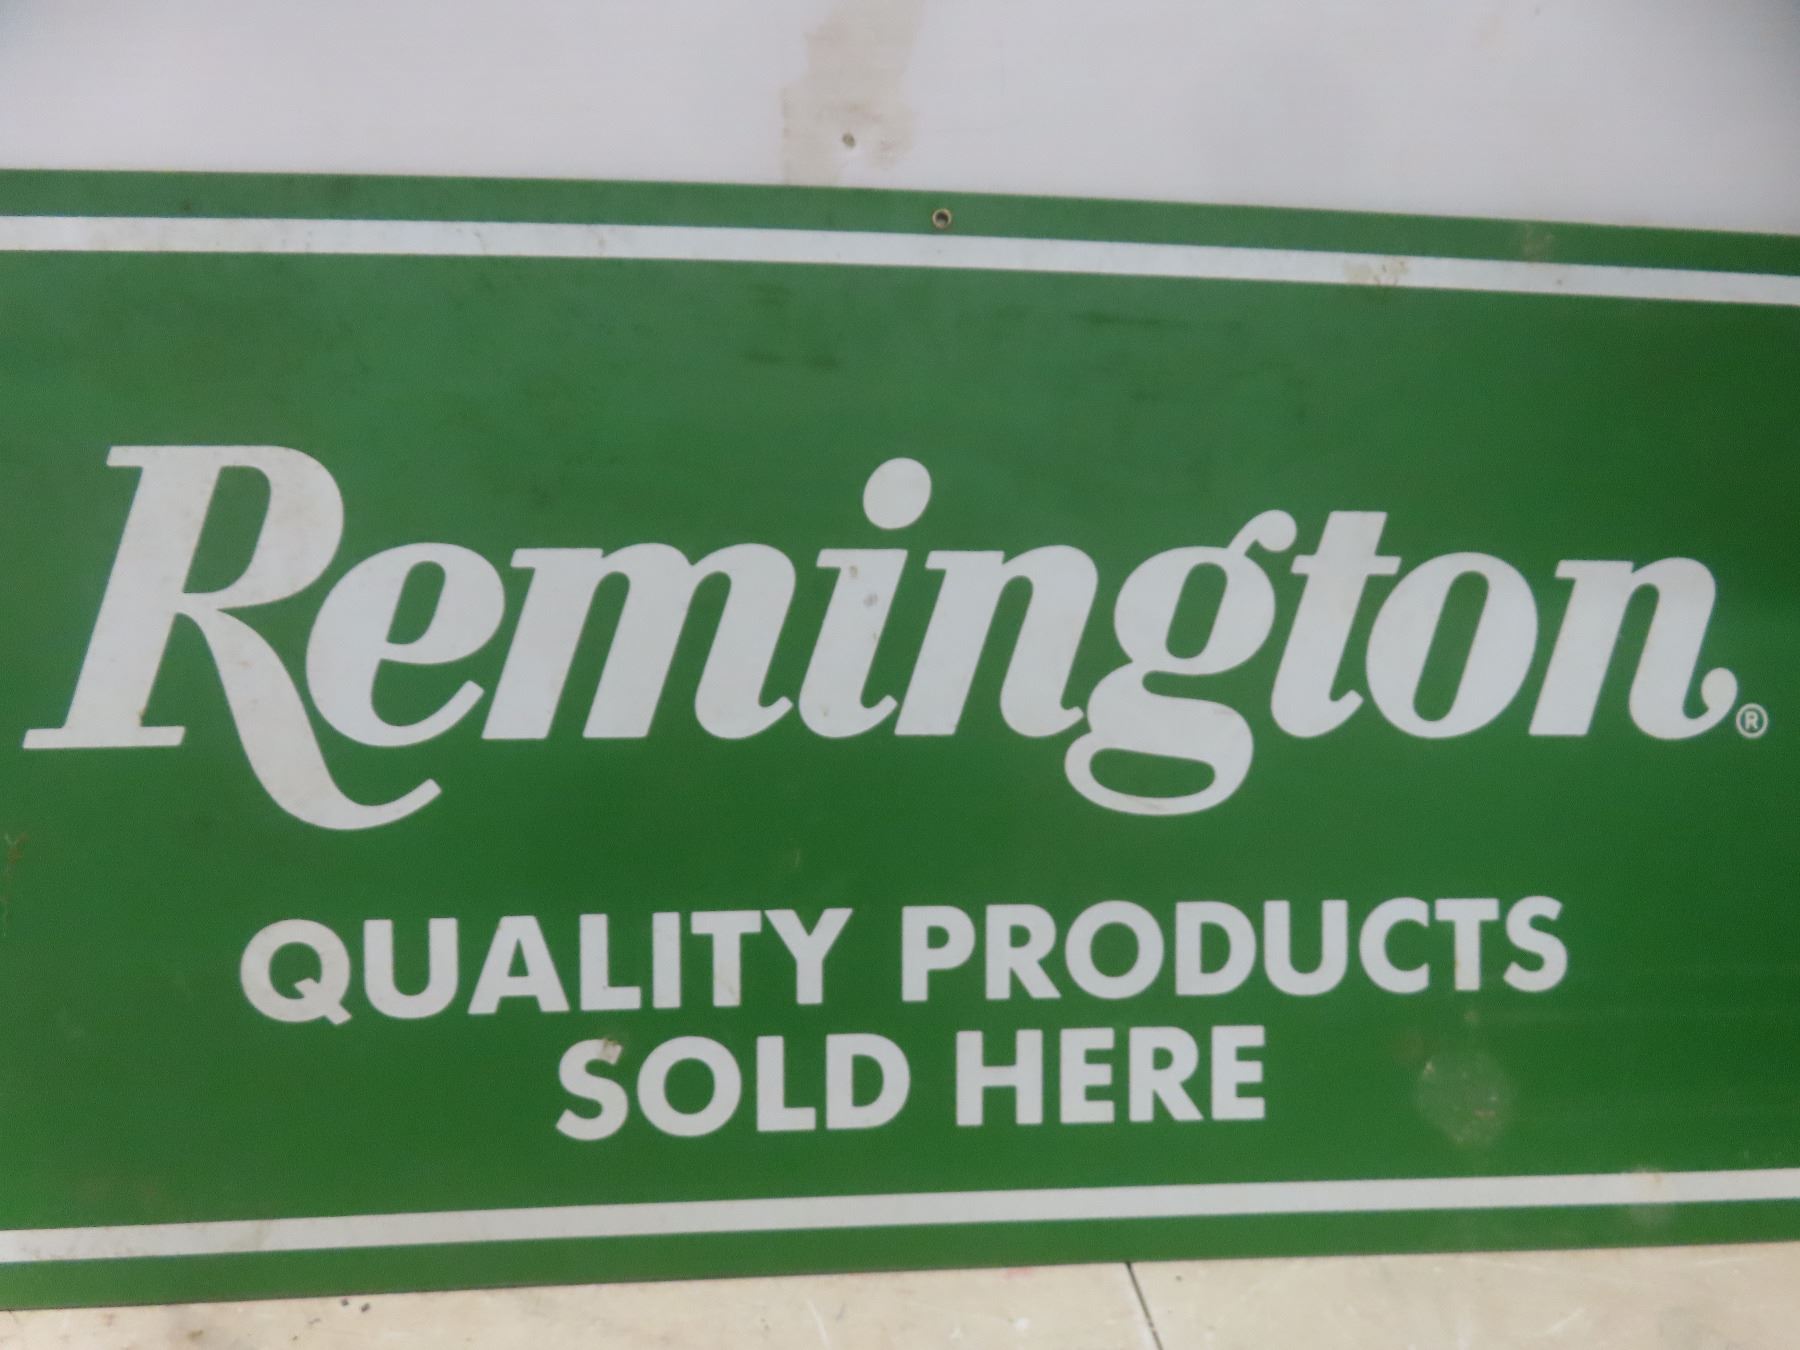 Remington®
QUALITY PRODUCTS
SOLD HERE